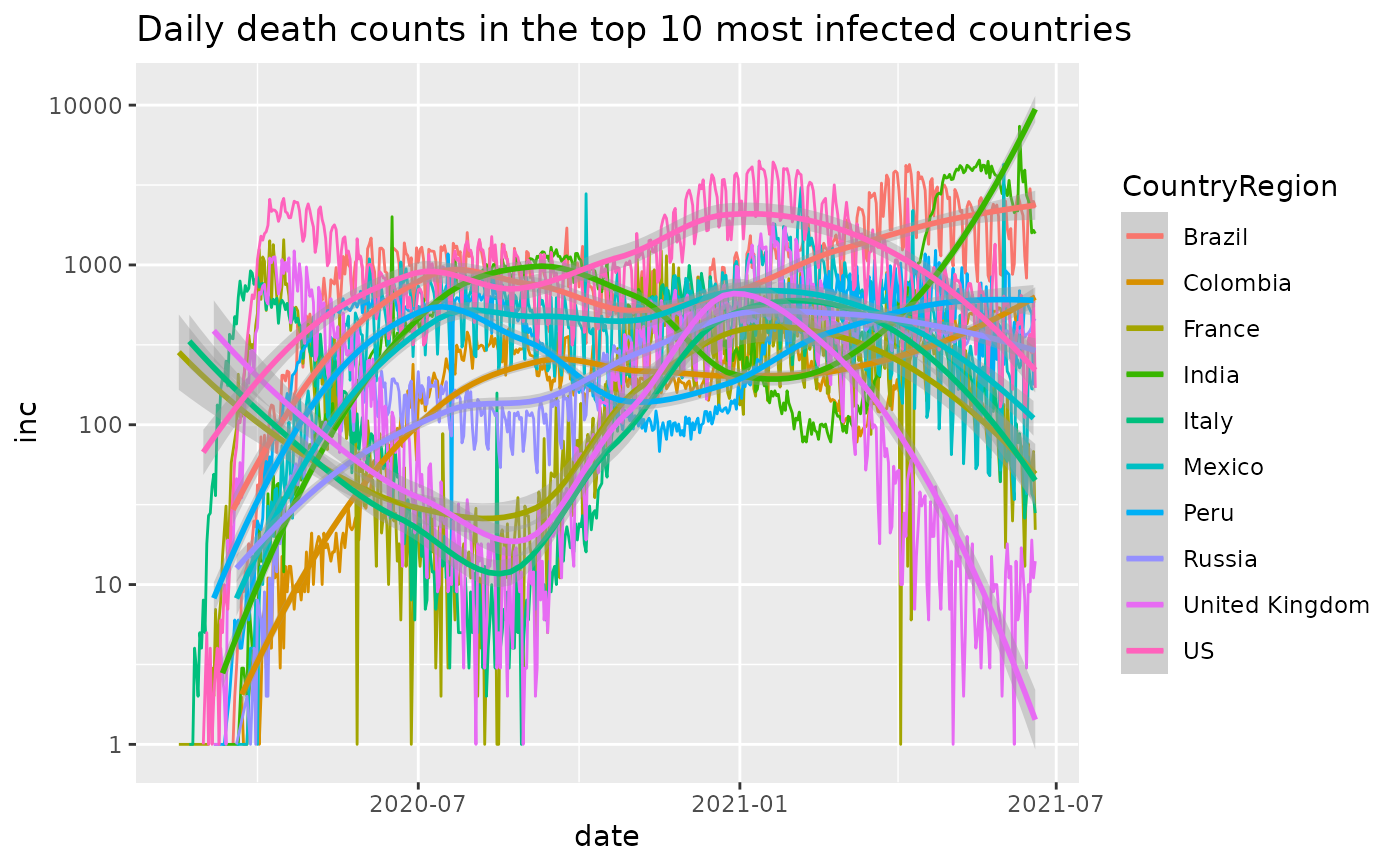 Daily death counts in the top 10 most infected countries
10000
1000
100
10
1
inc
2020-07
2021-01
2021-07
date
CountryRegion
Brazil
Colombia
France
India
Italy
Mexico
Peru
Russia
United Kingdom
US